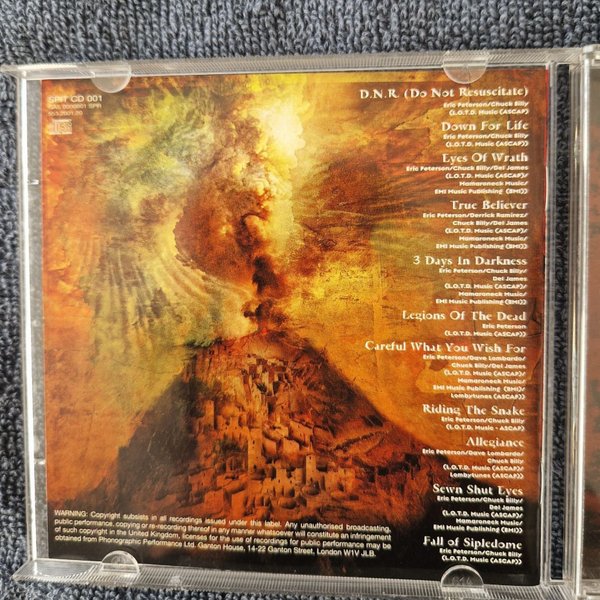 SPIT CD 001
D.N.R. (Do Not Resuscitate)
Eric Peterson/Chuck Billy
(L.O.T.D. Music (ASCAP)
Down For Life
Eric Peterson/Chuck Billy
(L.O.T.D. Music (ASCAP))
Eyes Of Wrath
Eric Peterson/Chuck Billy/Del James
(L.O.T.D. Music (ASCAP)/
Mamaroneck Music/
EMI Music Publishing (BMI))
True Believer
Eric Peterson/Derrick Ramirez/
Chuck Billy/Del James
(L.O.T.D. Music (ASCAP)/
Mamaroneck Music/
EMI Music Publishing (BMI))
3 Days In Darkness
Eric Peterson/Chuck Billy/
Del James
(L.O.T.D. Music (ASCAP)/
Mamaroneck Music/
EMI Music Publishing (BMI))
Legions Of The Dead
Eric Peterson
(L.O.T.D. Music (ASCAP))
Careful What You Wish For
Eric Peterson/Dave Lombardo/
Chuck Billy/Del James
(L.O.T.D. Music (ASCAP)/
Mamaroneck Music/
EMI Music Publishing (BMI)/
Lombytunes (ASCAP))
Riding The Snake
Eric Peterson/Chuck Billy
(L.O.T.D. Music - ASCAP)
Allegiance
Eric Peterson/Dave Lombardo/
Chuck Billy
(L.O.T.D. Music (ASCAP)/
Lombytunes (ASCAP))
Sewn Shut Eyes
Eric Peterson/Chuck Billy/
Del James
(L.O.T.D. Music (ASCAP)/
Mamaroneck Music/
EMI Music Publishing (BMI))
Fall of Sipledome
Eric Peterson/Chuck Billy
(L.O.T.D. Music (ASCAP))
WARNING: Copyright subsists in all recordings issued under this label. Any unauthorised broadcasting,
public performance, copying or re-recording thereof in any manner whatsoever will constitute an infringement
of such copyright in the United Kingdom, licenses for the use of recordings for public performance may be
obtained from Phonographic Performance Ltd. Ganton House, 14-22 Ganton Street, London W1V JLB.